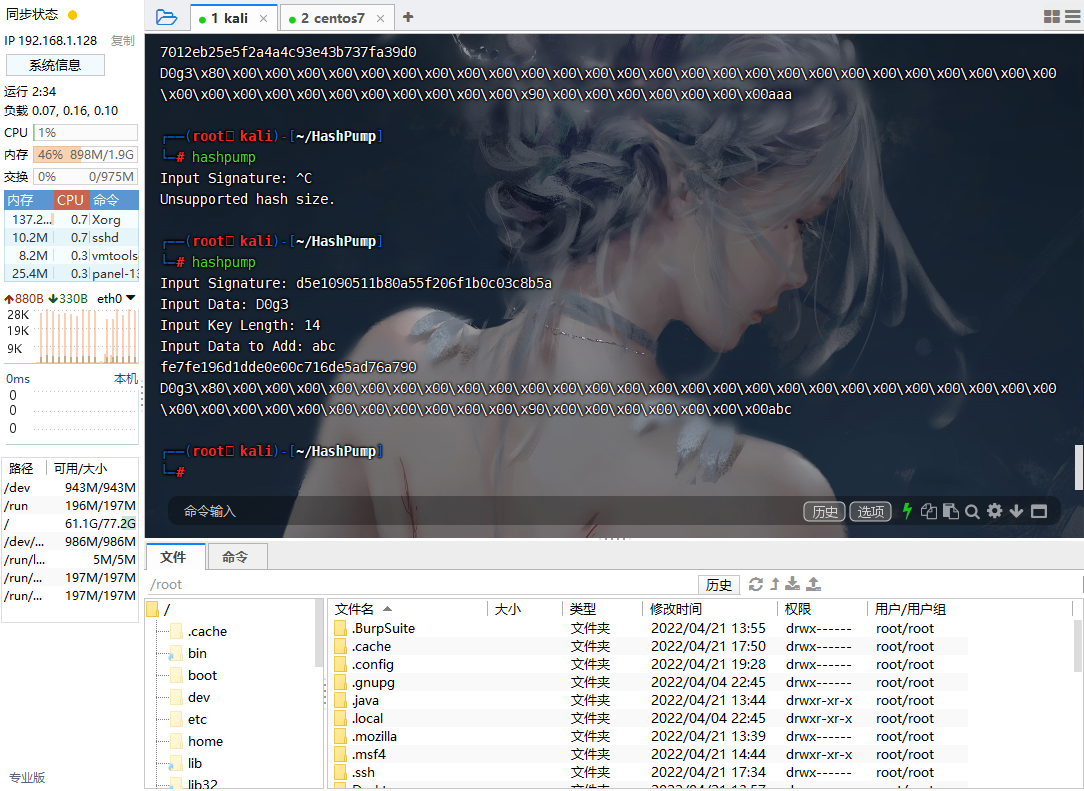 同步状态
IP 192.168.1.128 复制
系统信息
运行 2:34
负载 0.07, 0.16, 0.10
CPU 1%
内存 46% 898M/1.9G
交换 0% 0/975M
内存 CPU 命令
137.2... 0.7 Xorg
10.2M 0.7 sshd
8.2M 0.3 vmtools
25.4M 0.3 panel-13
880B 330B eth0
28K
19K
9K
0ms 本机
0
0
0
路径 可用/大小
/dev 943M/943M
/run 196M/197M
/ 61.1G/77.2G
/dev/... 986M/986M
/run/l... 5M/5M
/run/... 197M/197M
/run/... 197M/197M
专业版
1 kali × 2 centos7 × +
7012eb25e5f2a4a4c93e43b737fa39d0
D0g3\x80\x00\x00\x00\x00\x00\x00\x00\x00\x00\x00\x00\x00\x00\x00\x00\x00\x00\x00\x00\x00\x00\x00\x00\x00\x00\x00
\x00\x00\x00\x00\x00\x00\x00\x00\x00\x00\x00\x90\x00\x00\x00\x00\x00\x00\x00aaa
┌──(root kali)-[~/HashPump]
└─# hashpump
Input Signature: ^C
Unsupported hash size.
┌──(root kali)-[~/HashPump]
└─# hashpump
Input Signature: d5e1090511b80a55f206f1b0c03c8b5a
Input Data: D0g3
Input Key Length: 14
Input Data to Add: abc
fe7fe196d1dde0e00c716de5ad76a790
D0g3\x80\x00\x00\x00\x00\x00\x00\x00\x00\x00\x00\x00\x00\x00\x00\x00\x00\x00\x00\x00\x00\x00\x00\x00\x00\x00\x00
\x00\x00\x00\x00\x00\x00\x00\x00\x00\x00\x00\x90\x00\x00\x00\x00\x00\x00\x00abc
┌──(root kali)-[~/HashPump]
└─#
命令输入 历史 选项
文件 命令
/root 历史
/
.cache
bin
boot
dev
etc
home
lib
lib32
文件名 大小 类型 修改时间 权限 用户/用户组
.BurpSuite 文件夹 2022/04/21 13:55 drwx------ root/root
.cache 文件夹 2022/04/21 17:50 drwx------ root/root
.config 文件夹 2022/04/21 19:28 drwx------ root/root
.gnupg 文件夹 2022/04/04 22:45 drwx------ root/root
.java 文件夹 2022/04/21 13:44 drwxr-xr-x root/root
.local 文件夹 2022/04/04 22:45 drwxr-xr-x root/root
.mozilla 文件夹 2022/04/21 13:39 drwx------ root/root
.msf4 文件夹 2022/04/21 14:44 drwxr-xr-x root/root
.ssh 文件夹 2022/04/21 17:34 drwx------ root/root